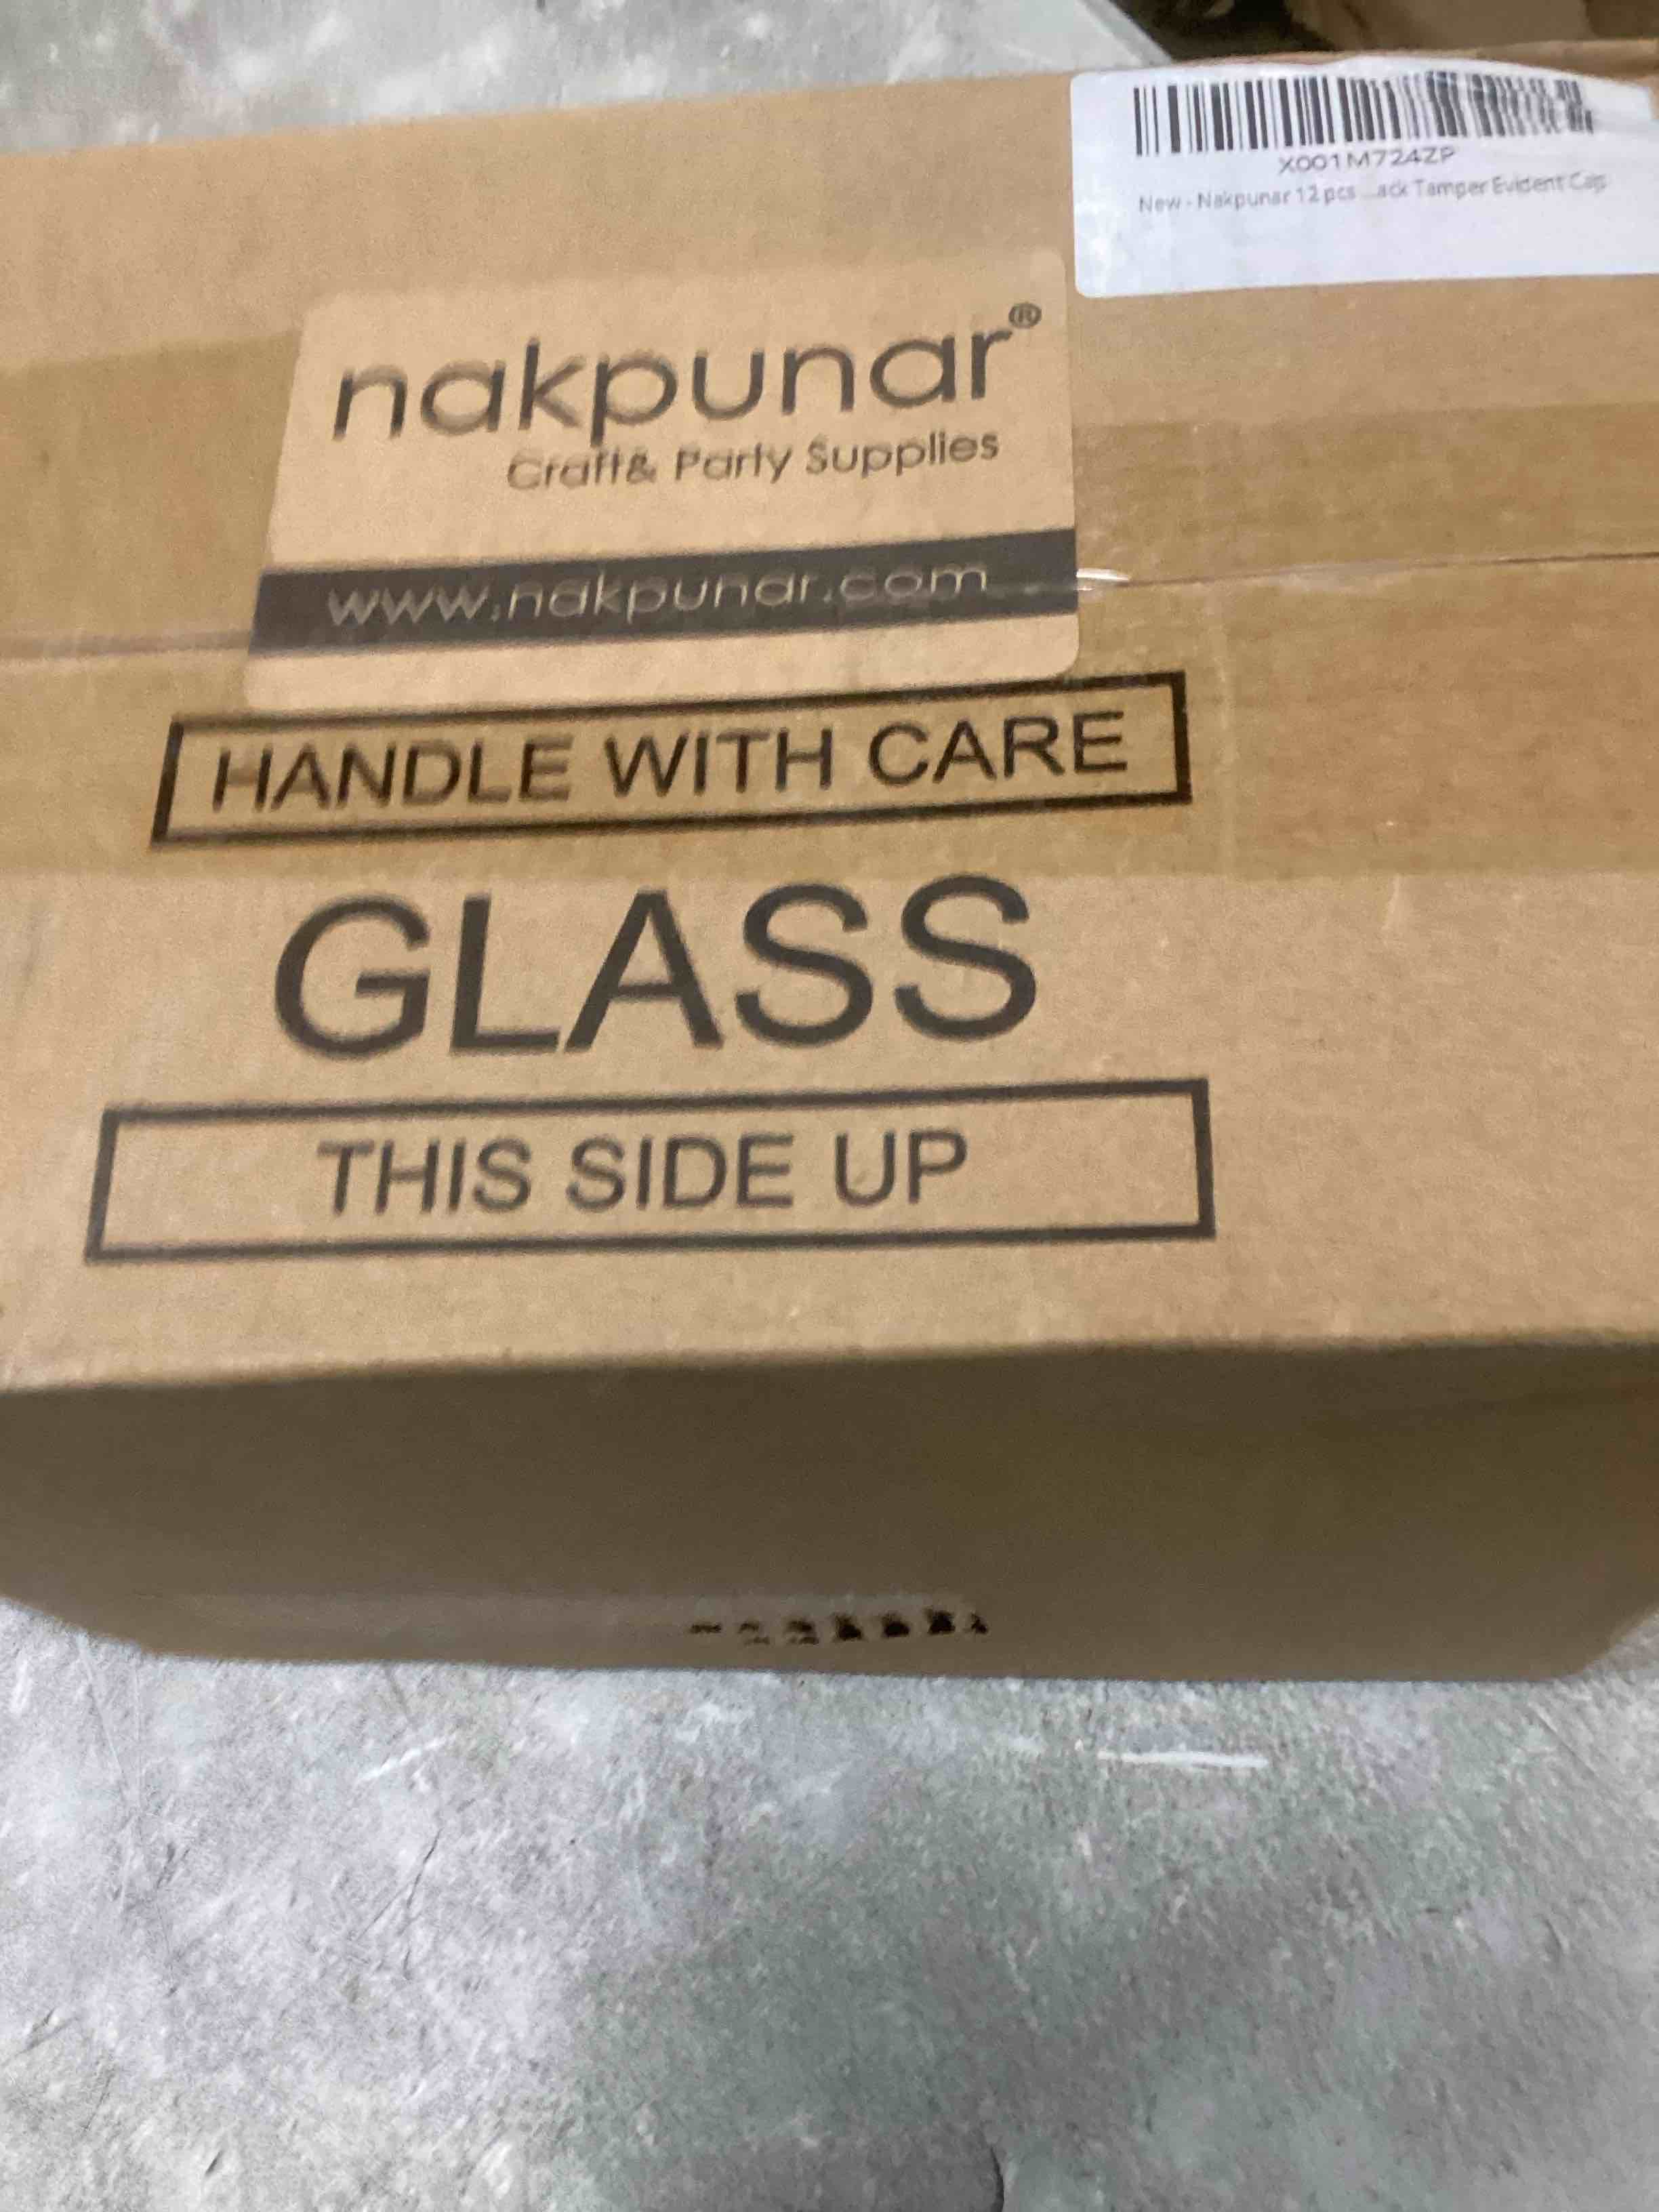 X001M724ZP
New - Nakpunar 12 pcs ...ack Tamper Evident Cap
nakpunar®
Craft& Party Supplies
www.nakpunar.com
HANDLE WITH CARE
GLASS
THIS SIDE UP